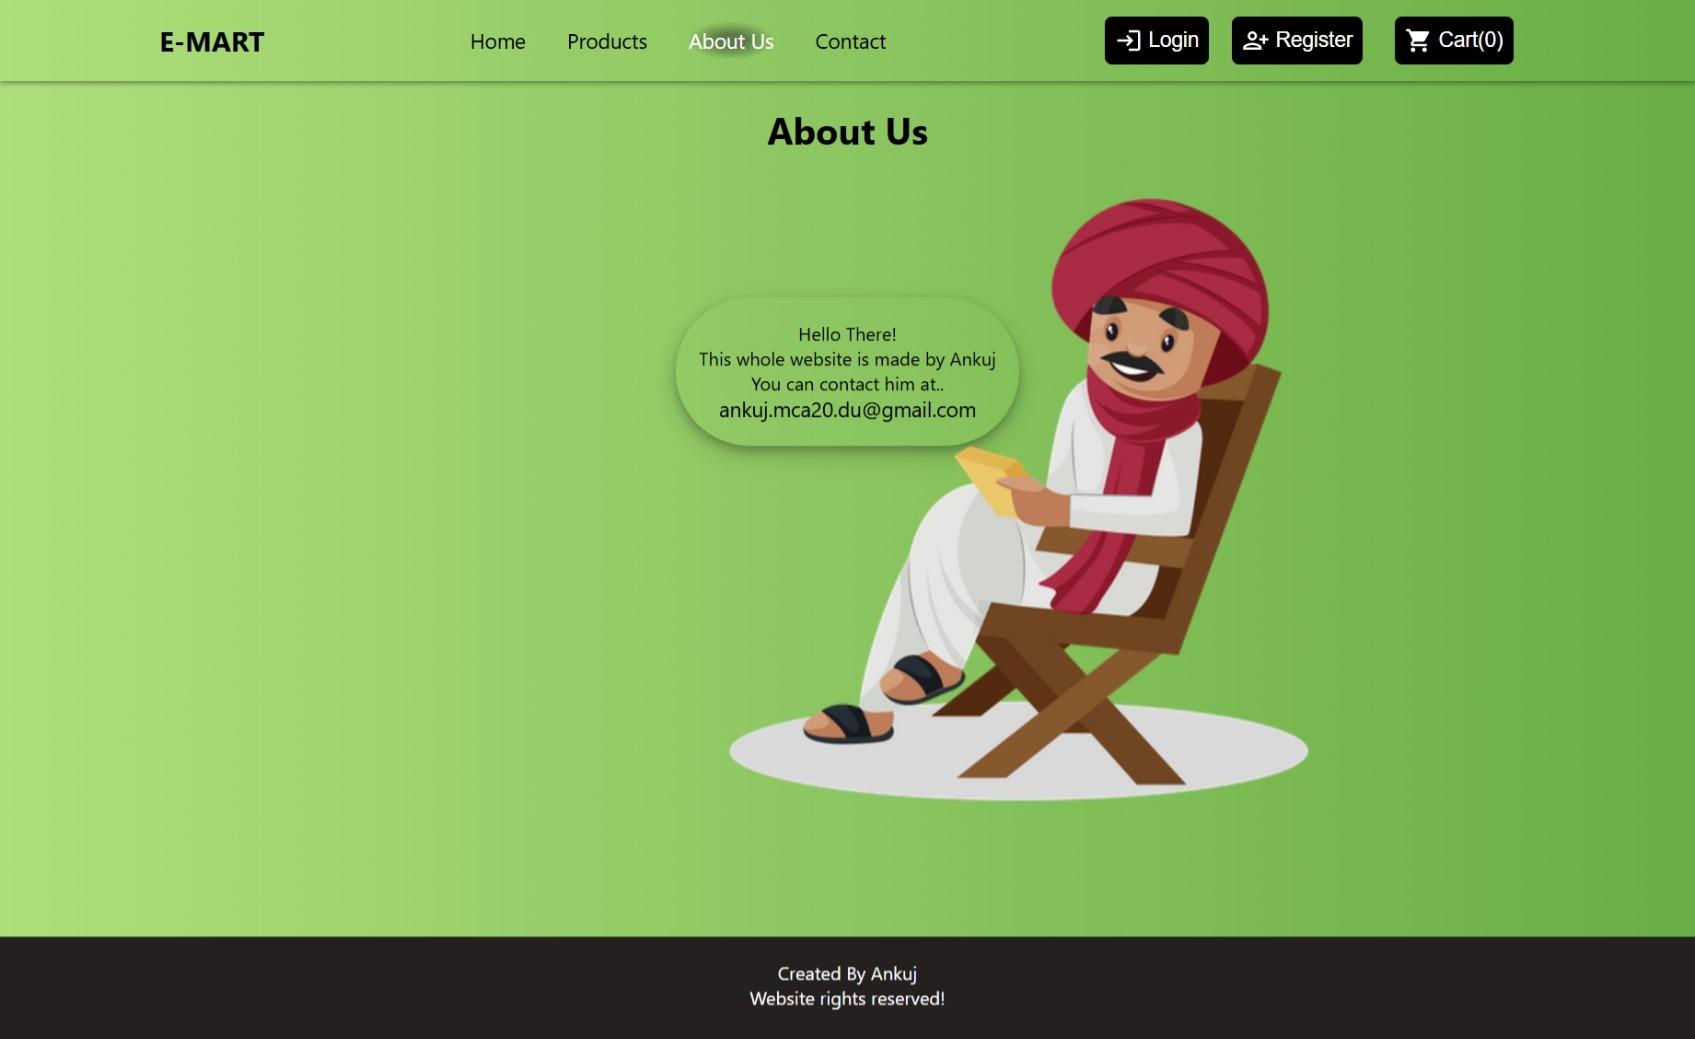 E-MART
Home Products About Us Contact
Login Register Cart(0)
About Us
Hello There!
This whole website is made by Ankuj
You can contact him at..
ankuj.mca20.du@gmail.com
Created By Ankuj
Website rights reserved!